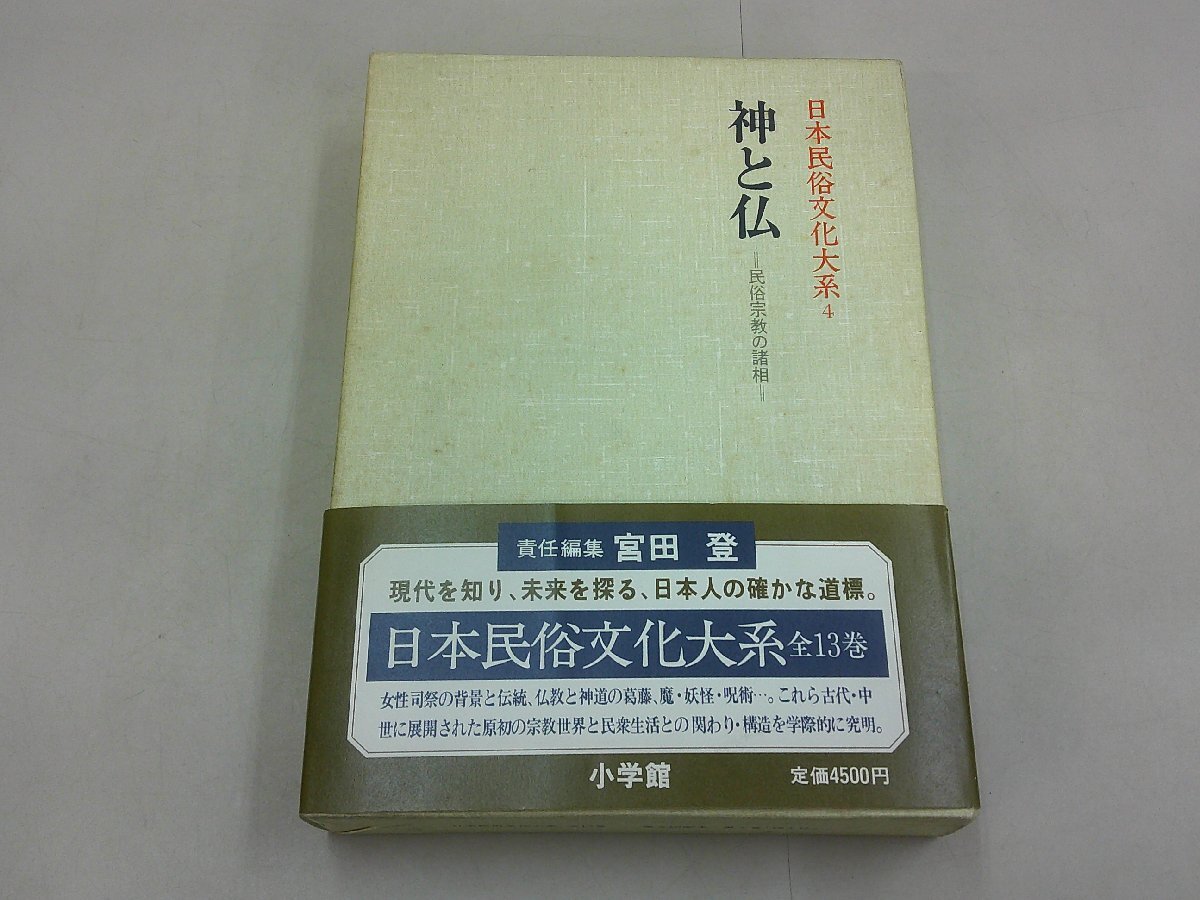 日本民俗文化大系4
神と仏
=民俗宗教の諸相=
責任編集 宮田 登
現代を知り、未来を探る、日本人の確かな道標。
日本民俗文化大系全13巻
女性司祭の背景と伝統、仏教と神道の葛藤、魔・妖怪・呪術…。これら古代・中
世に展開された原初の宗教世界と民衆生活との関わり・構造を学際的に究明。
小学館 定価4500円